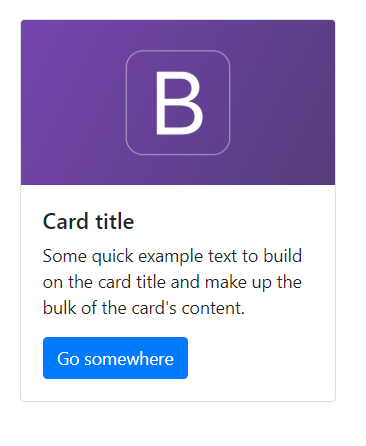 B
Card title
Some quick example text to build
on the card title and make up the
bulk of the card's content.
Go somewhere